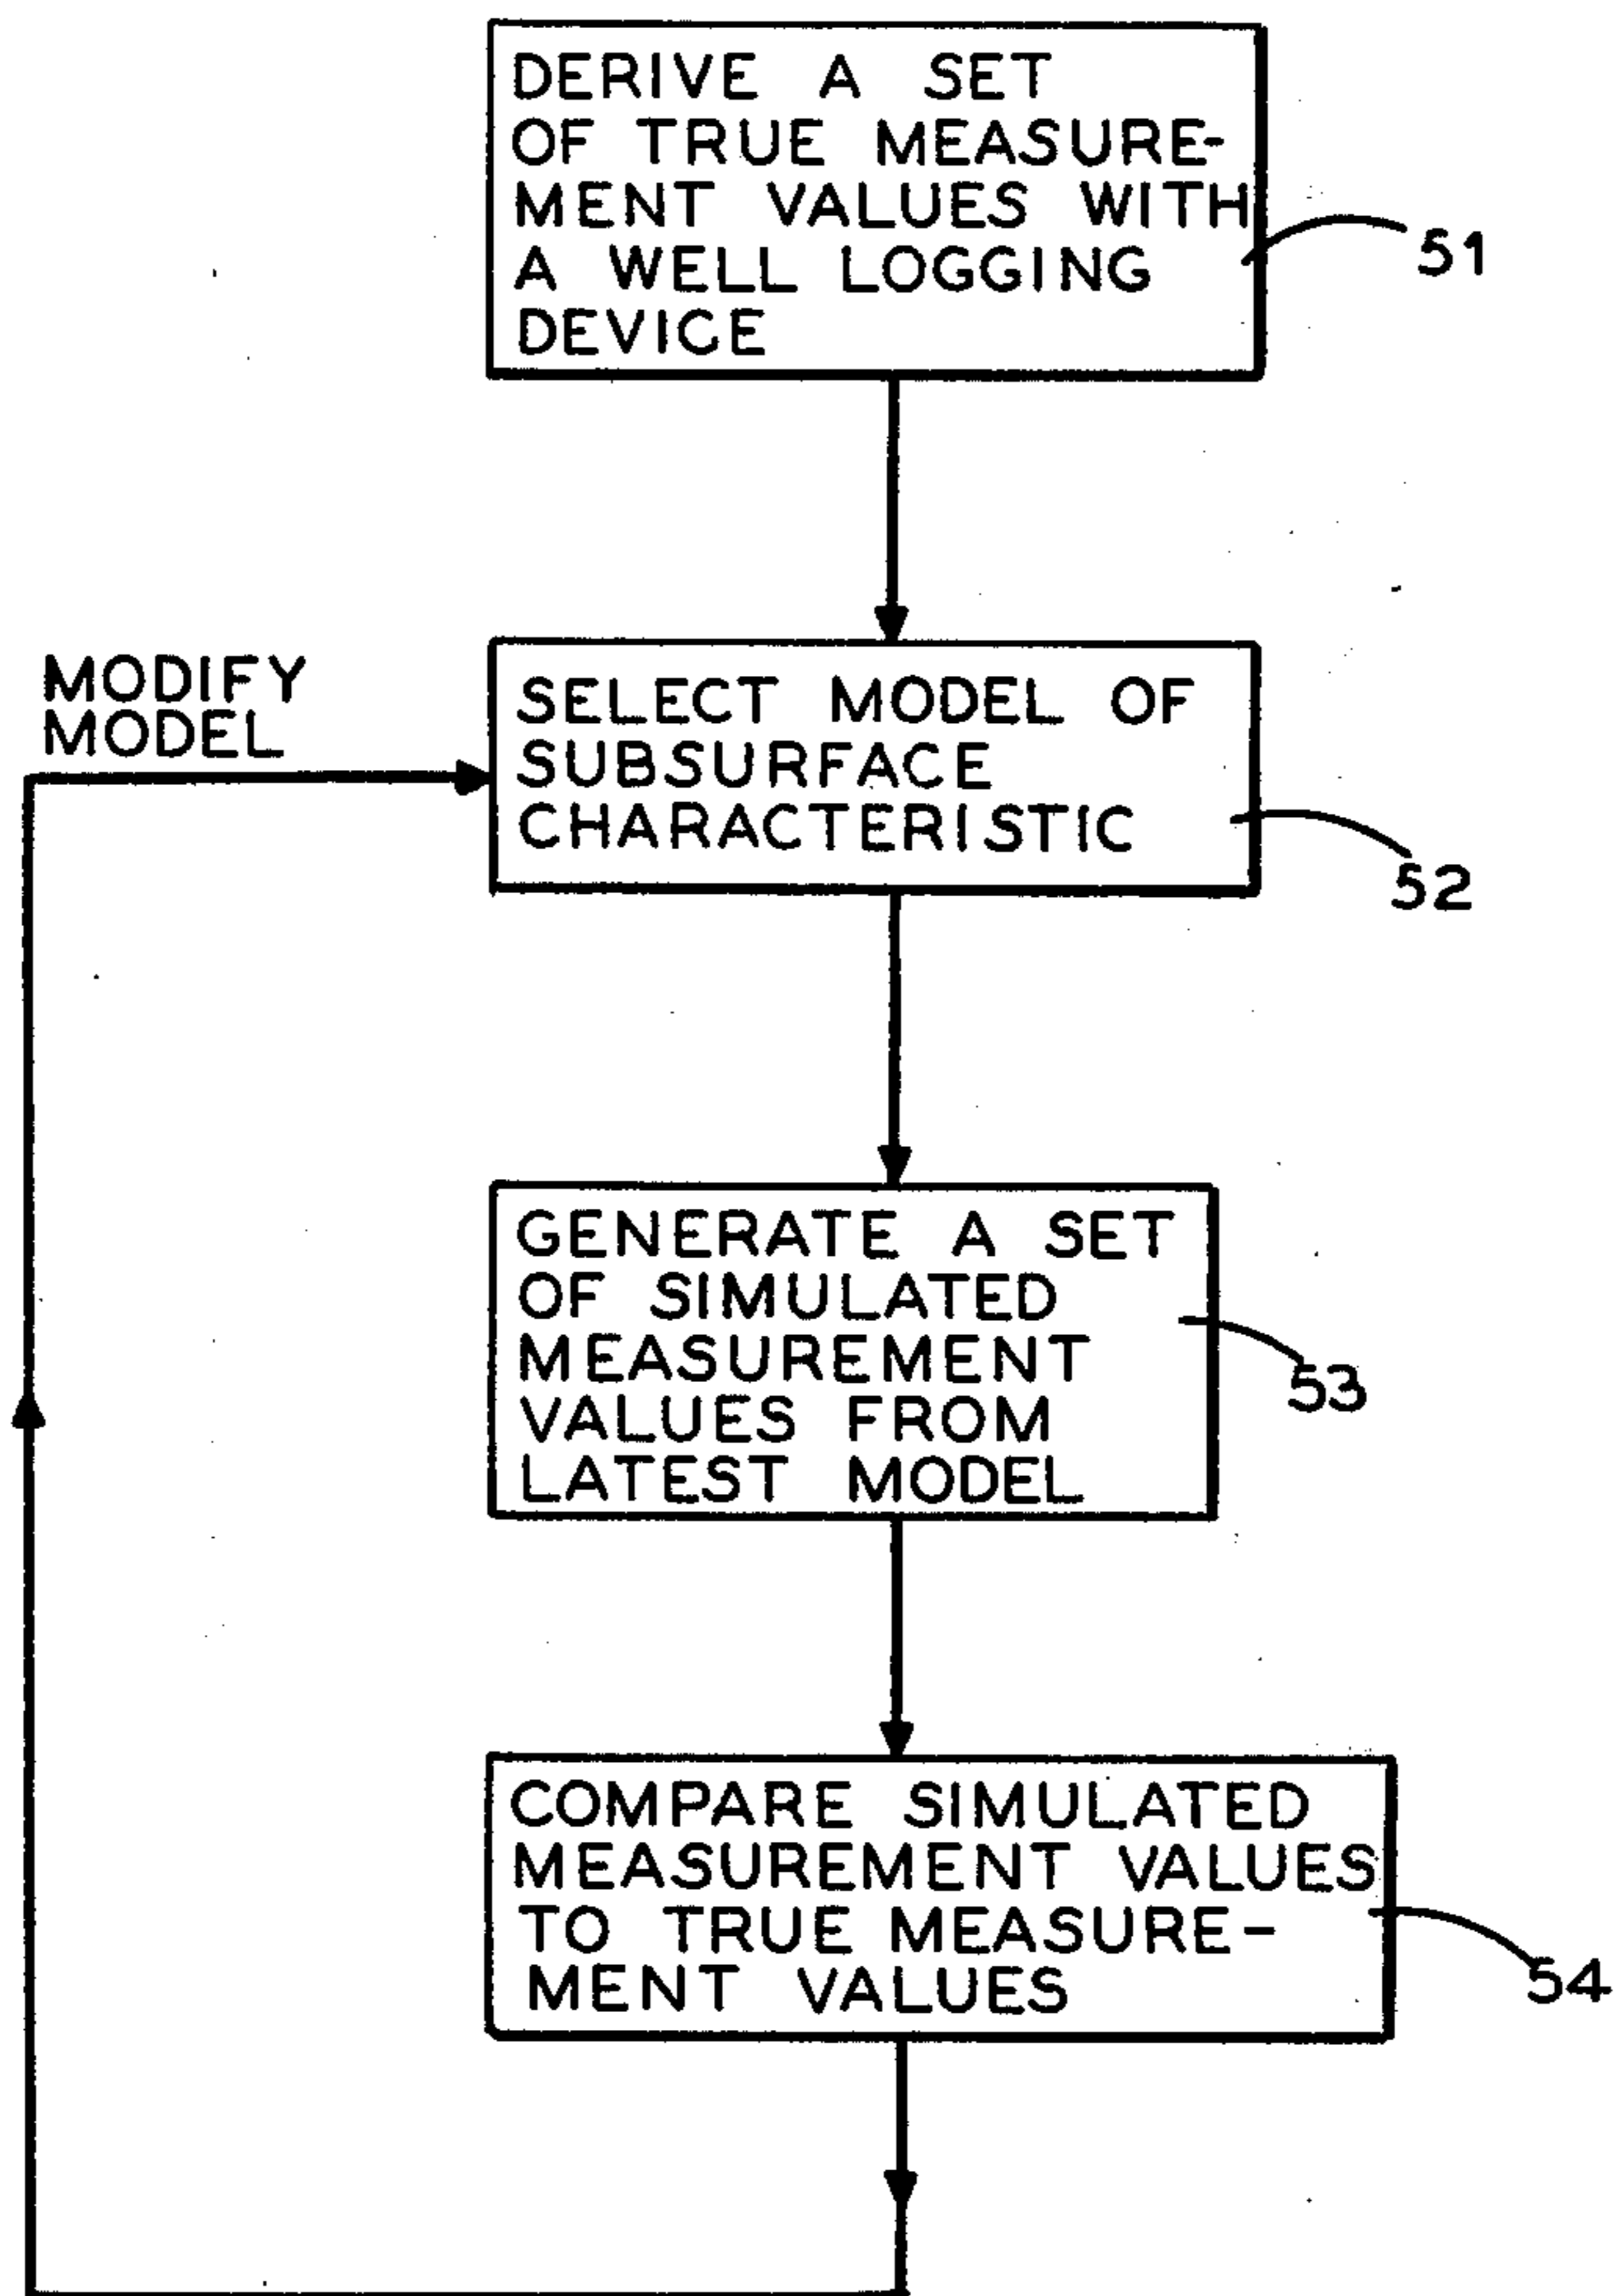 DERIVE A SET
OF TRUE MEASURE-
MENT VALUES WITH
A WELL LOGGING
DEVICE
51
MODIFY
MODEL
SELECT MODEL OF
SUBSURFACE
CHARACTERISTIC
52
GENERATE A SET
OF SIMULATED
MEASUREMENT
VALUES FROM
LATEST MODEL
53
COMPARE SIMULATED
MEASUREMENT VALUES
TO TRUE MEASURE-
MENT VALUES
54